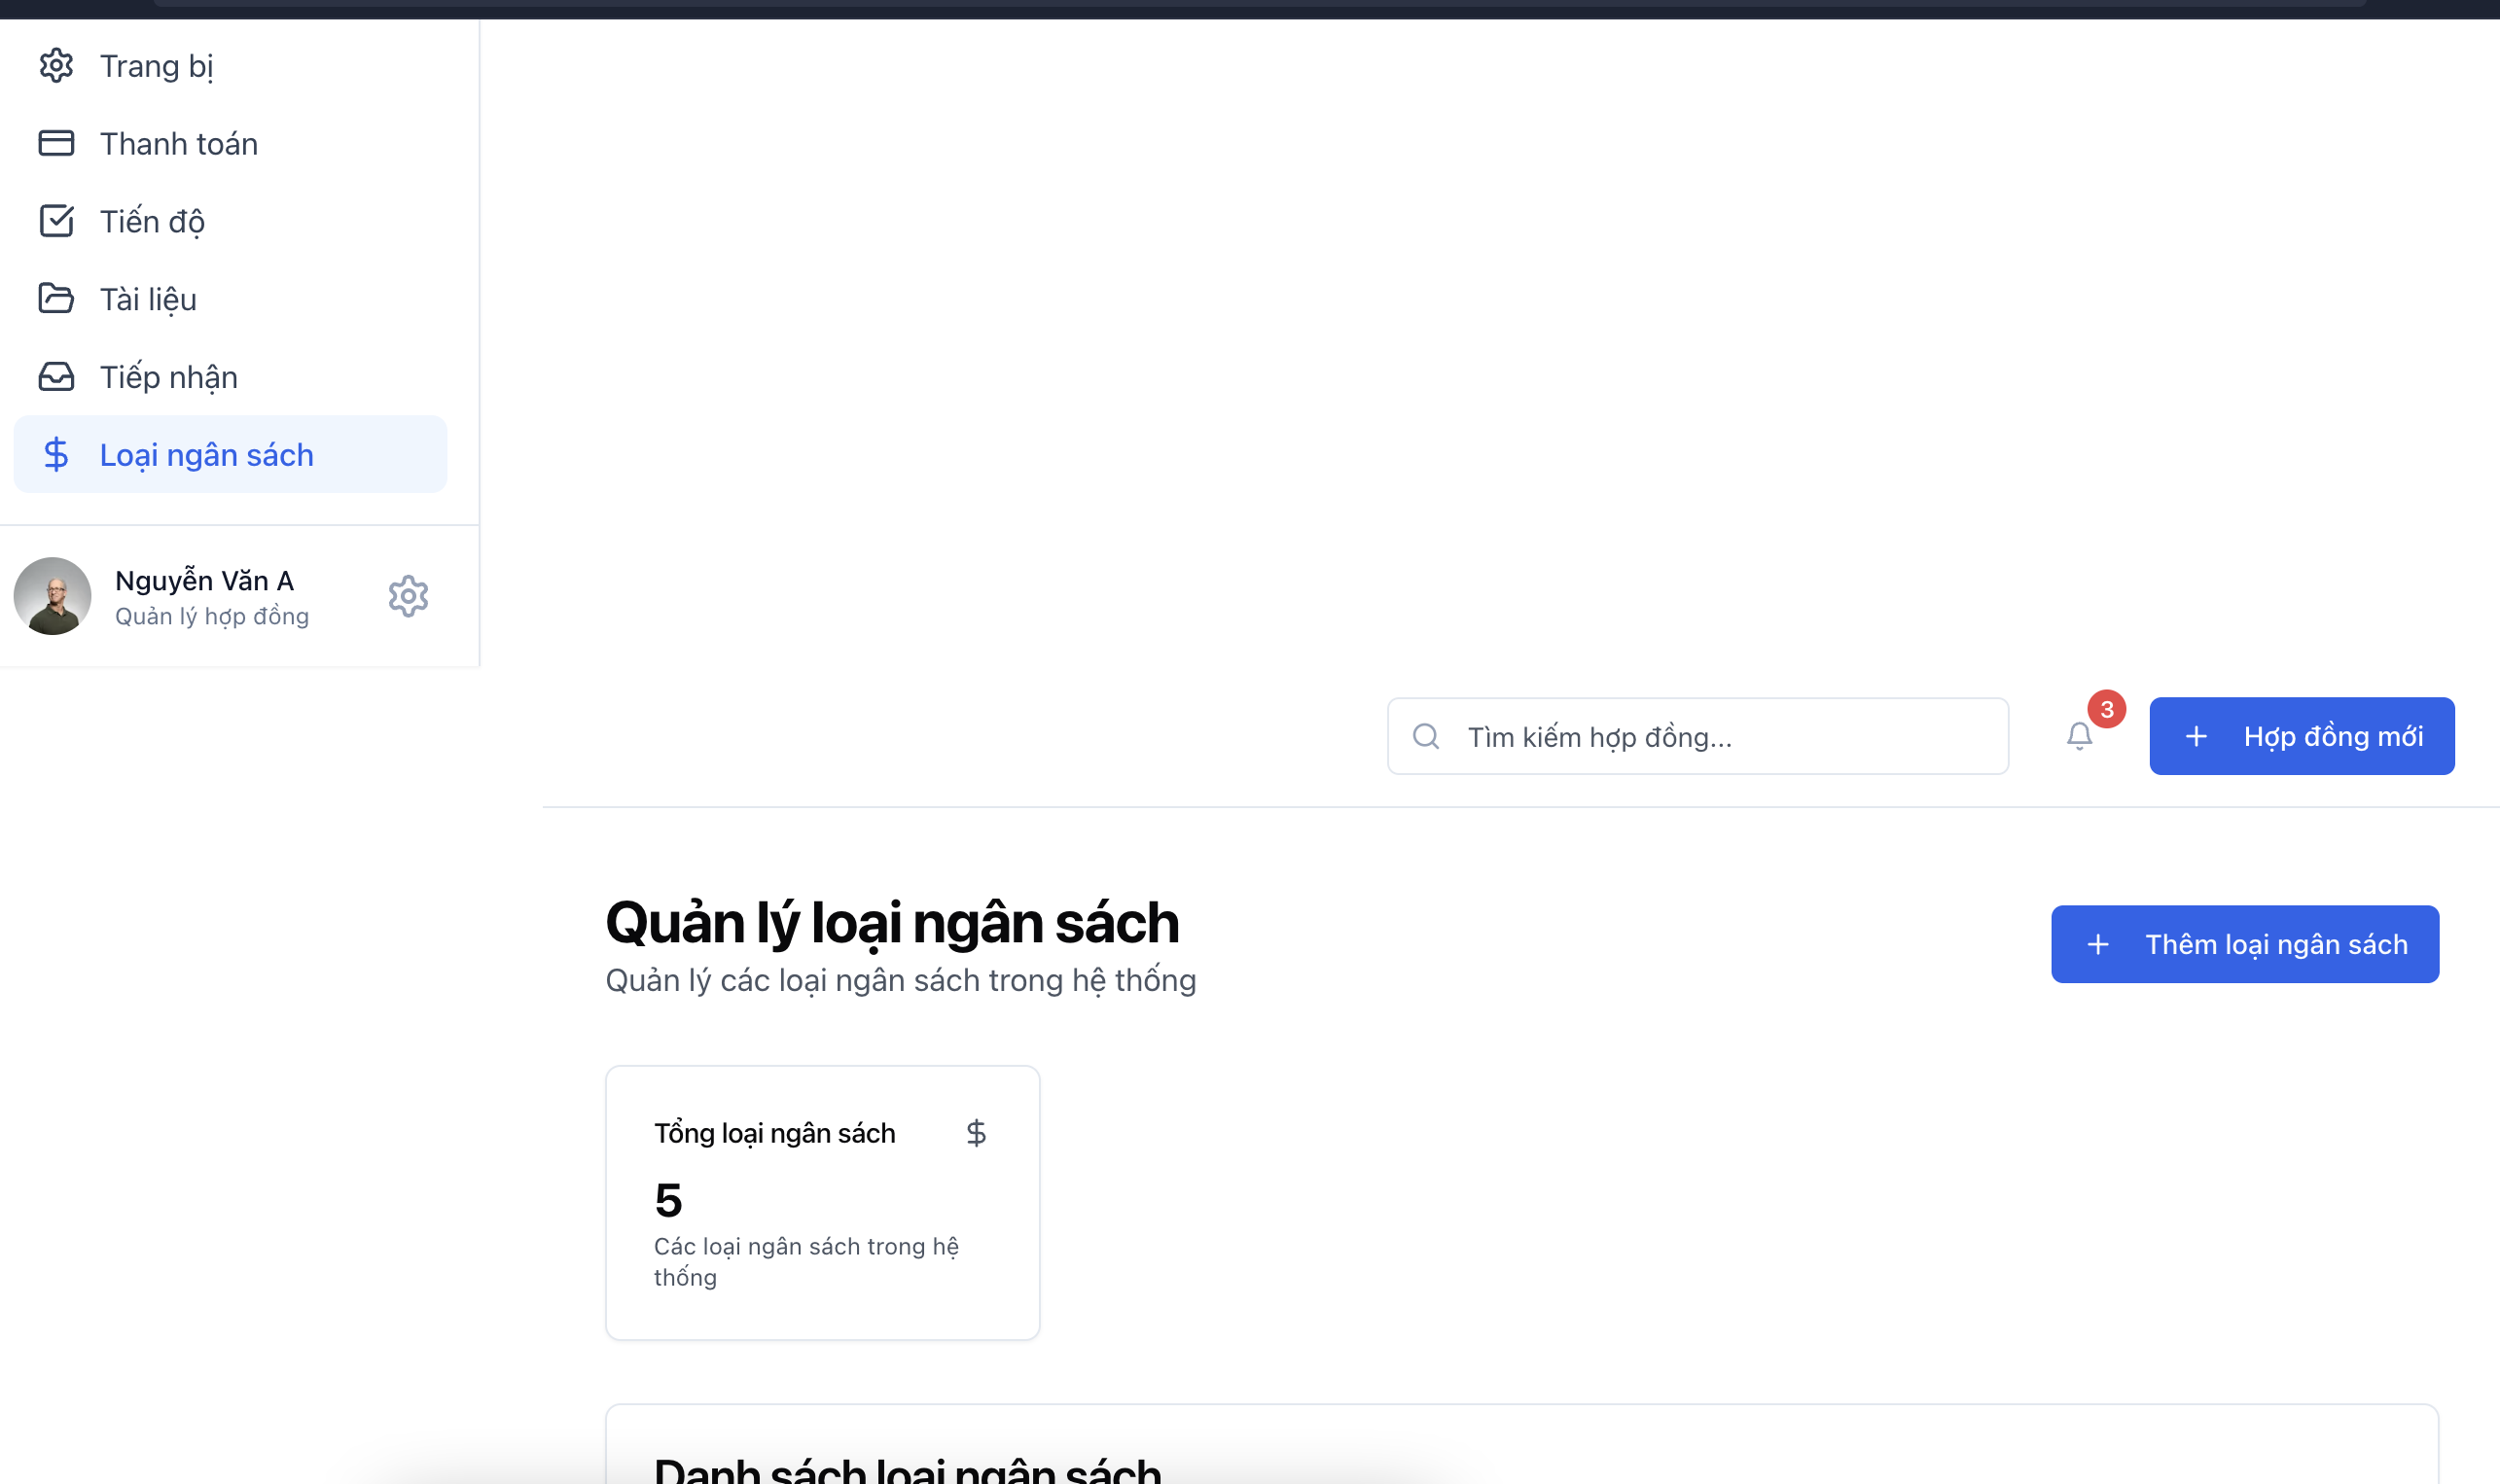 Trang bị
Thanh toán
Tiến độ
Tài liệu
Tiếp nhận
Loại ngân sách
Nguyễn Văn A
Quản lý hợp đồng
Tìm kiếm hợp đồng...
3
Hợp đồng mới
Quản lý loại ngân sách
Quản lý các loại ngân sách trong hệ thống
Thêm loại ngân sách
Tổng loại ngân sách
5
Các loại ngân sách trong hệ
thống
Danh sách loại ngân sách